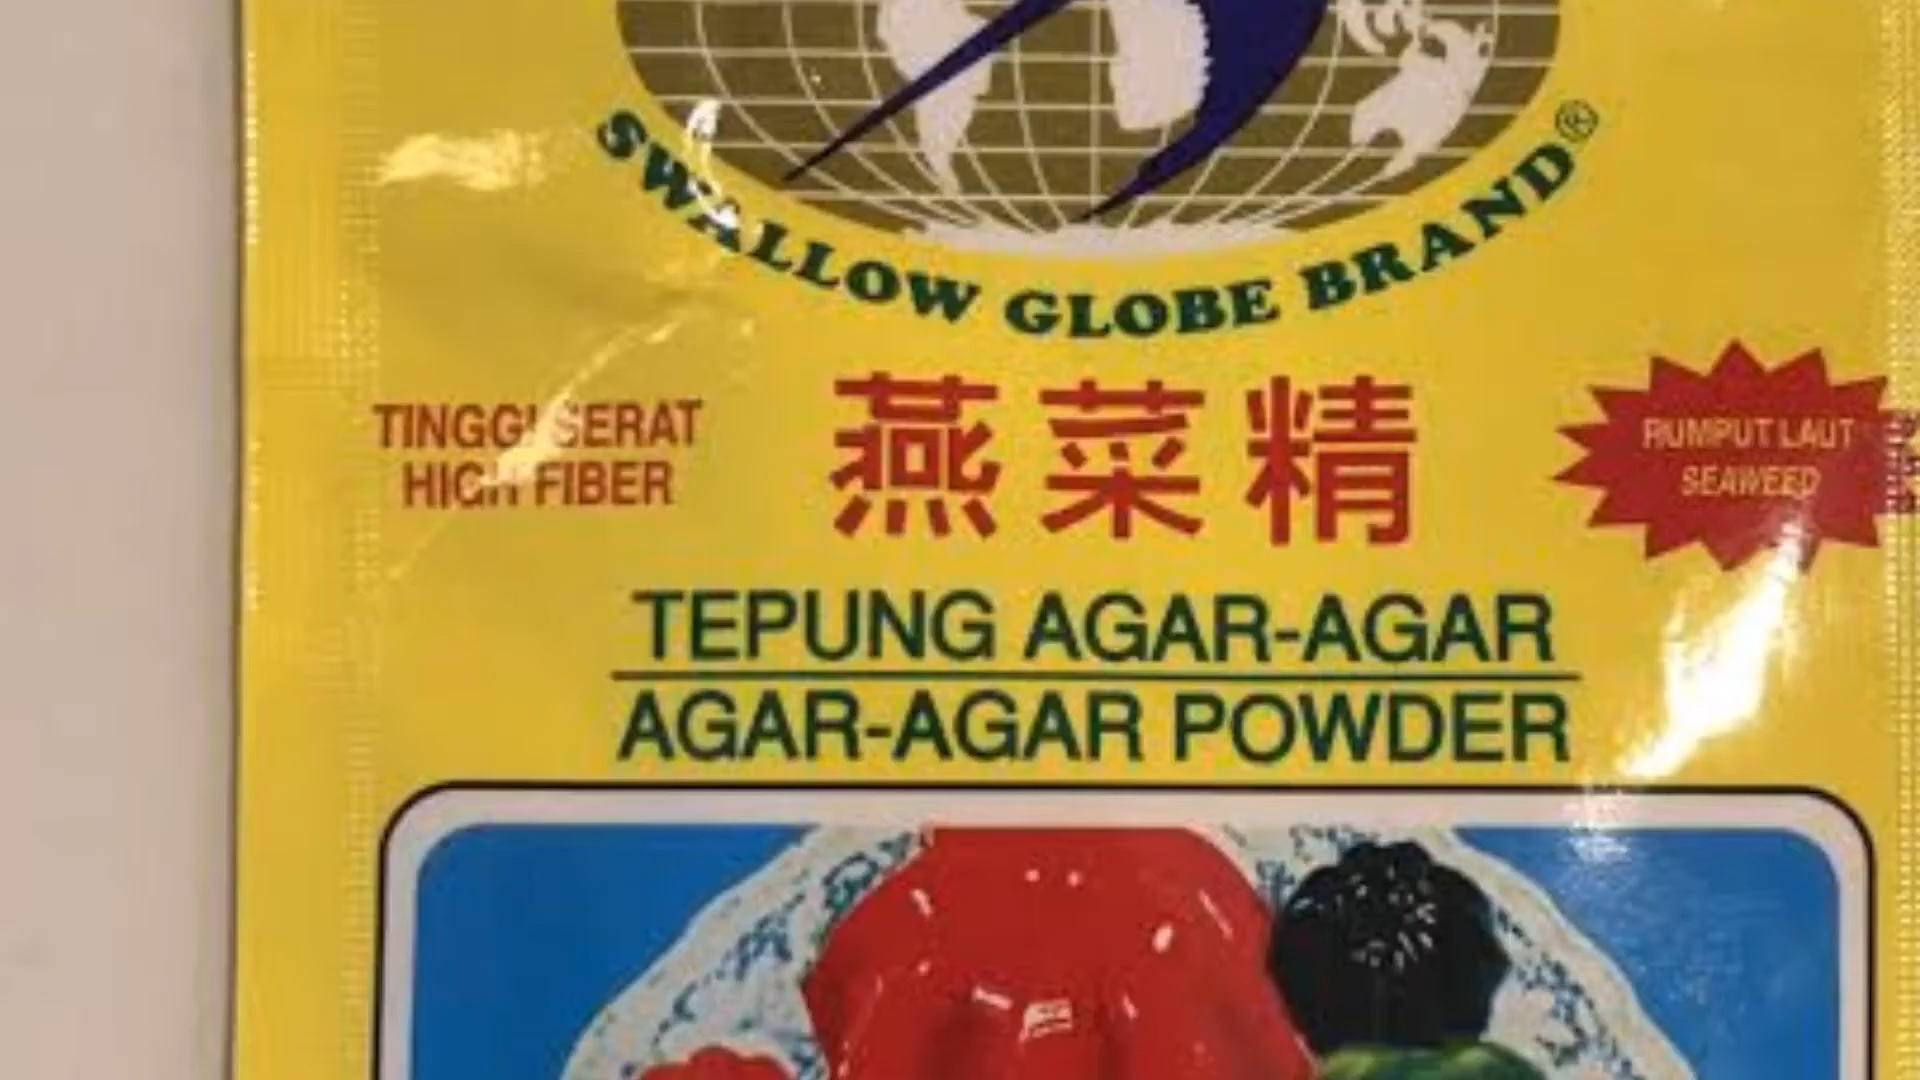 SWALLOW GLOBE BRAND®
燕菜精
TINGGI SERAT
HIGH FIBER
RUMPUT LAUT
SEAWEED
TEPUNG AGAR-AGAR
AGAR-AGAR POWDER